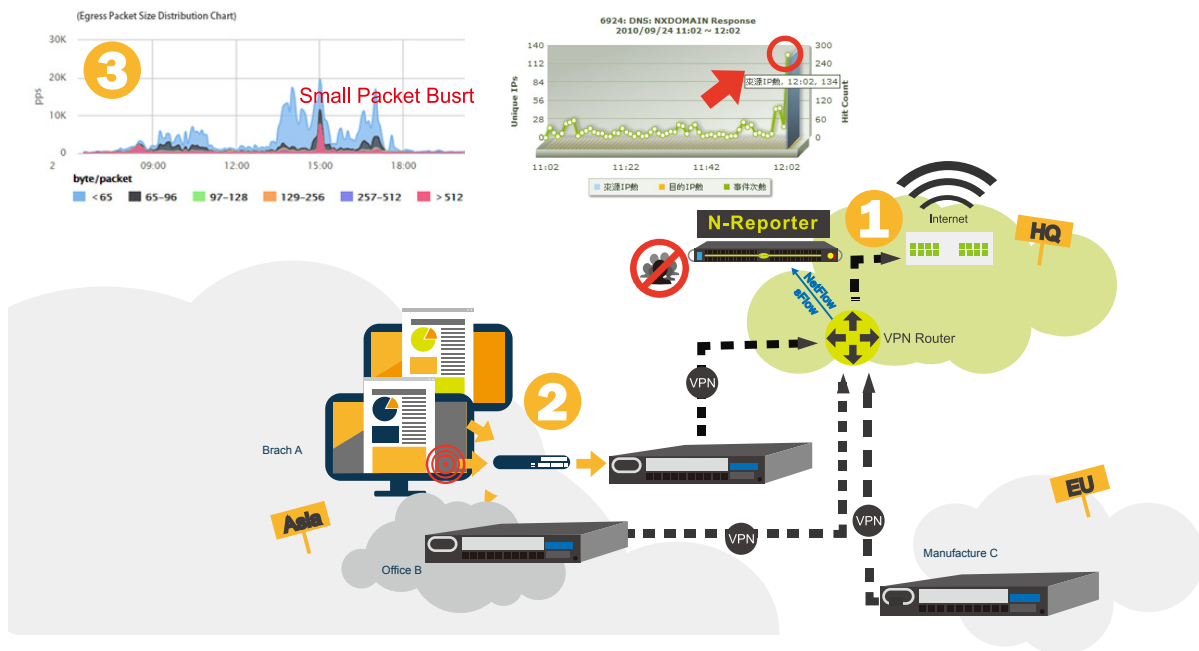 (Egress Packet Size Distribution Chart)
30K
20K
10K
0
pps
3
Small Packet Busrt
2
09:00
12:00
15:00
18:00
byte/packet
<65
65-96
97-128
129-256
257-512
>512
6924: DNS: NXDOMAIN Response
2010/09/24 11:02 ~ 12:02
140
112
84
56
28
0
Unique IPs
300
240
120
60
0
Hit Count
來源IP數, 12:02, 134
11:02
11:22
11:42
12:02
來源IP數
目的IP數
事件次數
N-Reporter
1
Internet
HQ
NetFlow
sFlow
VPN Router
VPN
2
Brach A
Asia
Office B
VPN
VPN
EU
Manufacture C